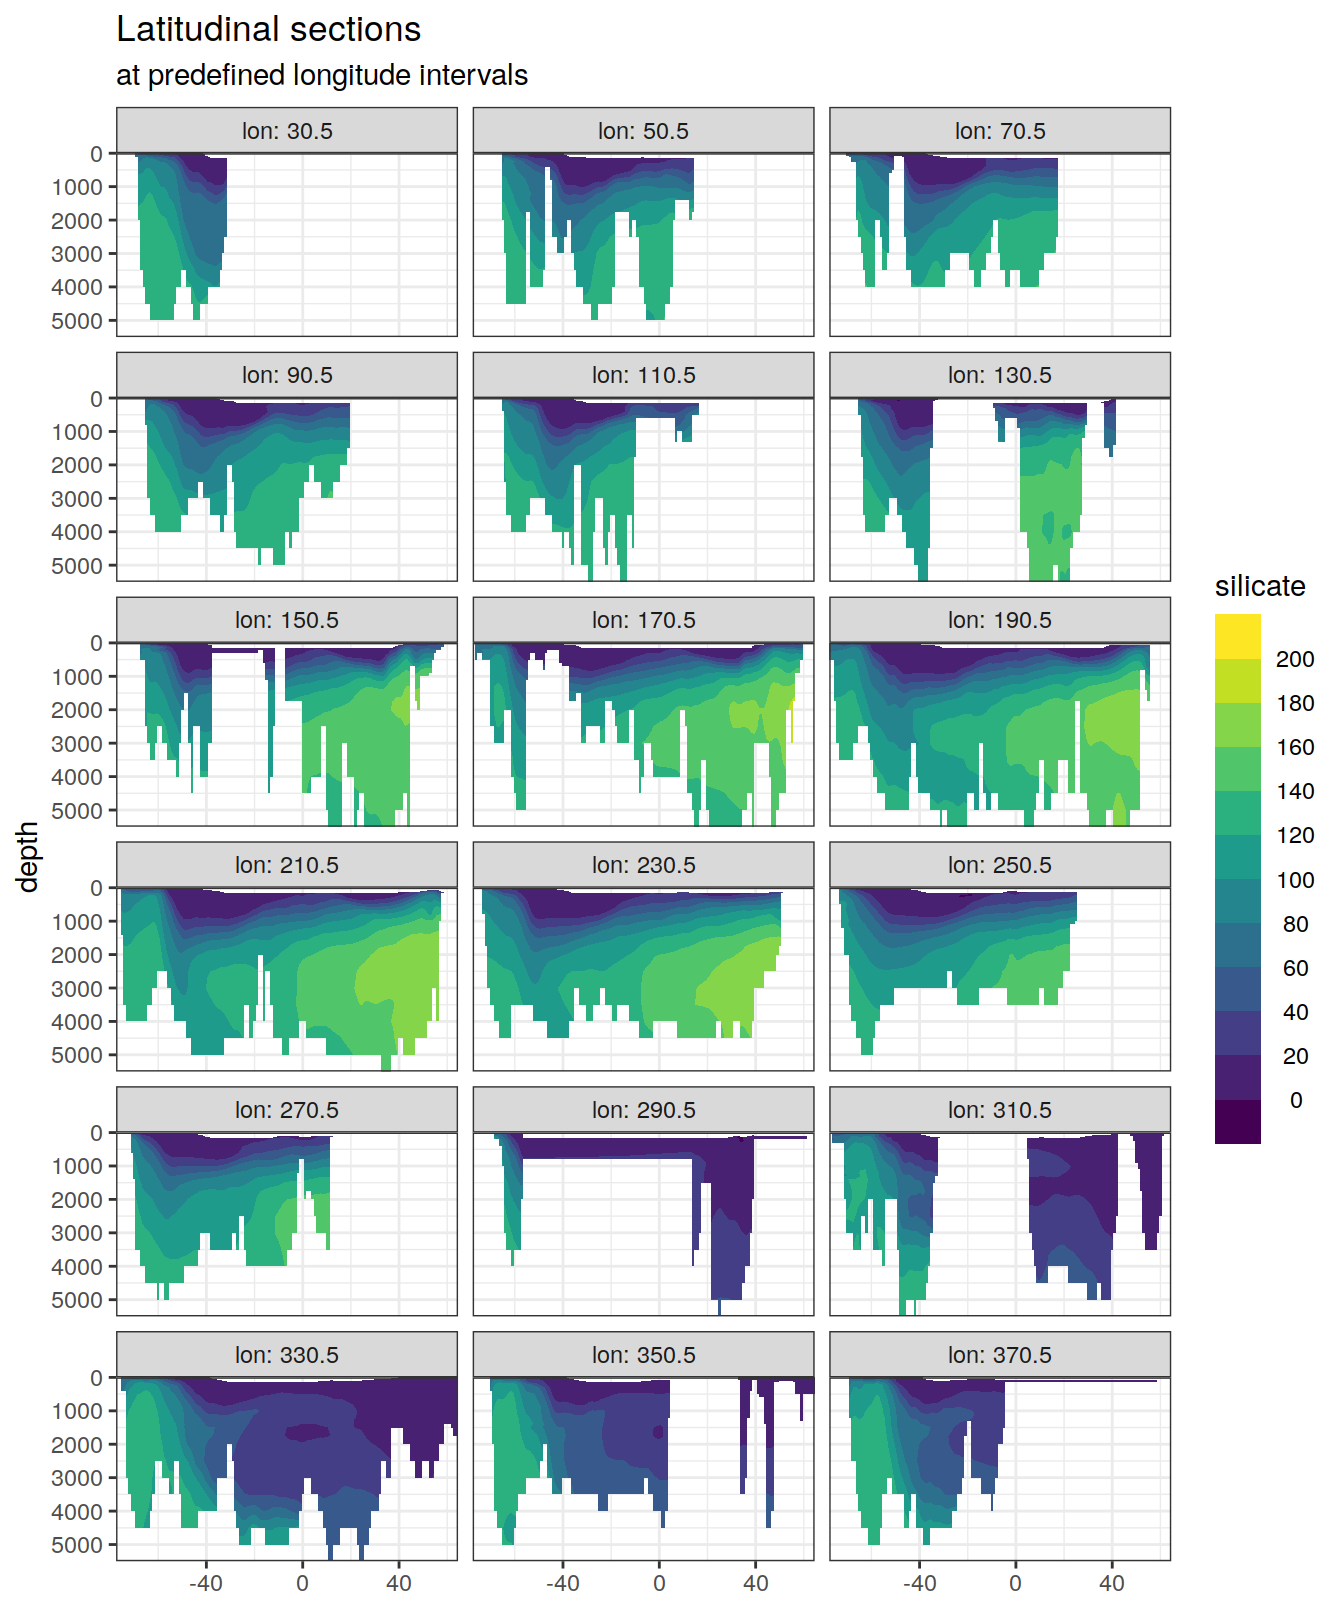 Latitudinal sections
at predefined longitude intervals
lon: 30.5
lon: 50.5
lon: 70.5
0
1000
2000
3000
4000
5000
lon: 90.5
lon: 110.5
lon: 130.5
0
1000
2000
3000
4000
5000
lon: 150.5
lon: 170.5
lon: 190.5
0
1000
2000
3000
4000
5000
lon: 210.5
lon: 230.5
lon: 250.5
0
1000
2000
3000
4000
5000
lon: 270.5
lon: 290.5
lon: 310.5
0
1000
2000
3000
4000
5000
lon: 330.5
lon: 350.5
lon: 370.5
0
1000
2000
3000
4000
5000
-40 0 40
-40 0 40
-40 0 40
depth
silicate
200
180
160
140
120
100
80
60
40
20
0